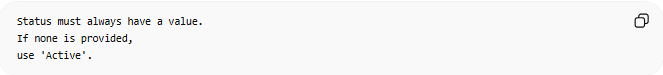 Status must always have a value.
If none is provided,
use 'Active'.